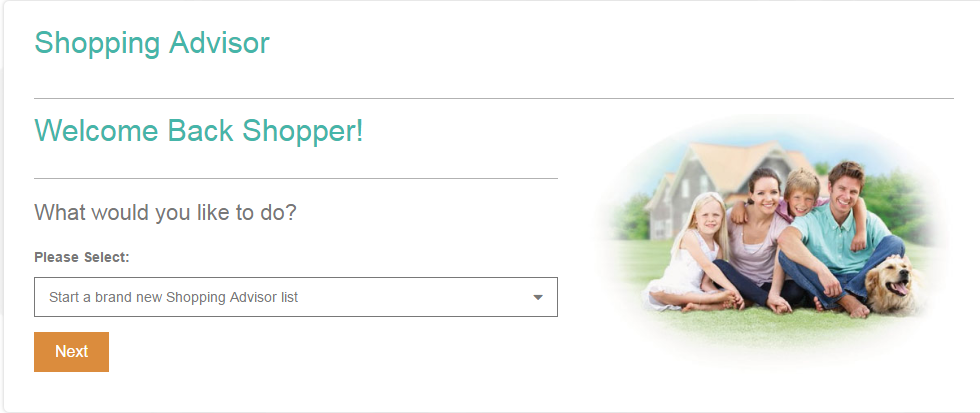 Shopping Advisor
Welcome Back Shopper!
What would you like to do?
Please Select:
Start a brand new Shopping Advisor list
Next